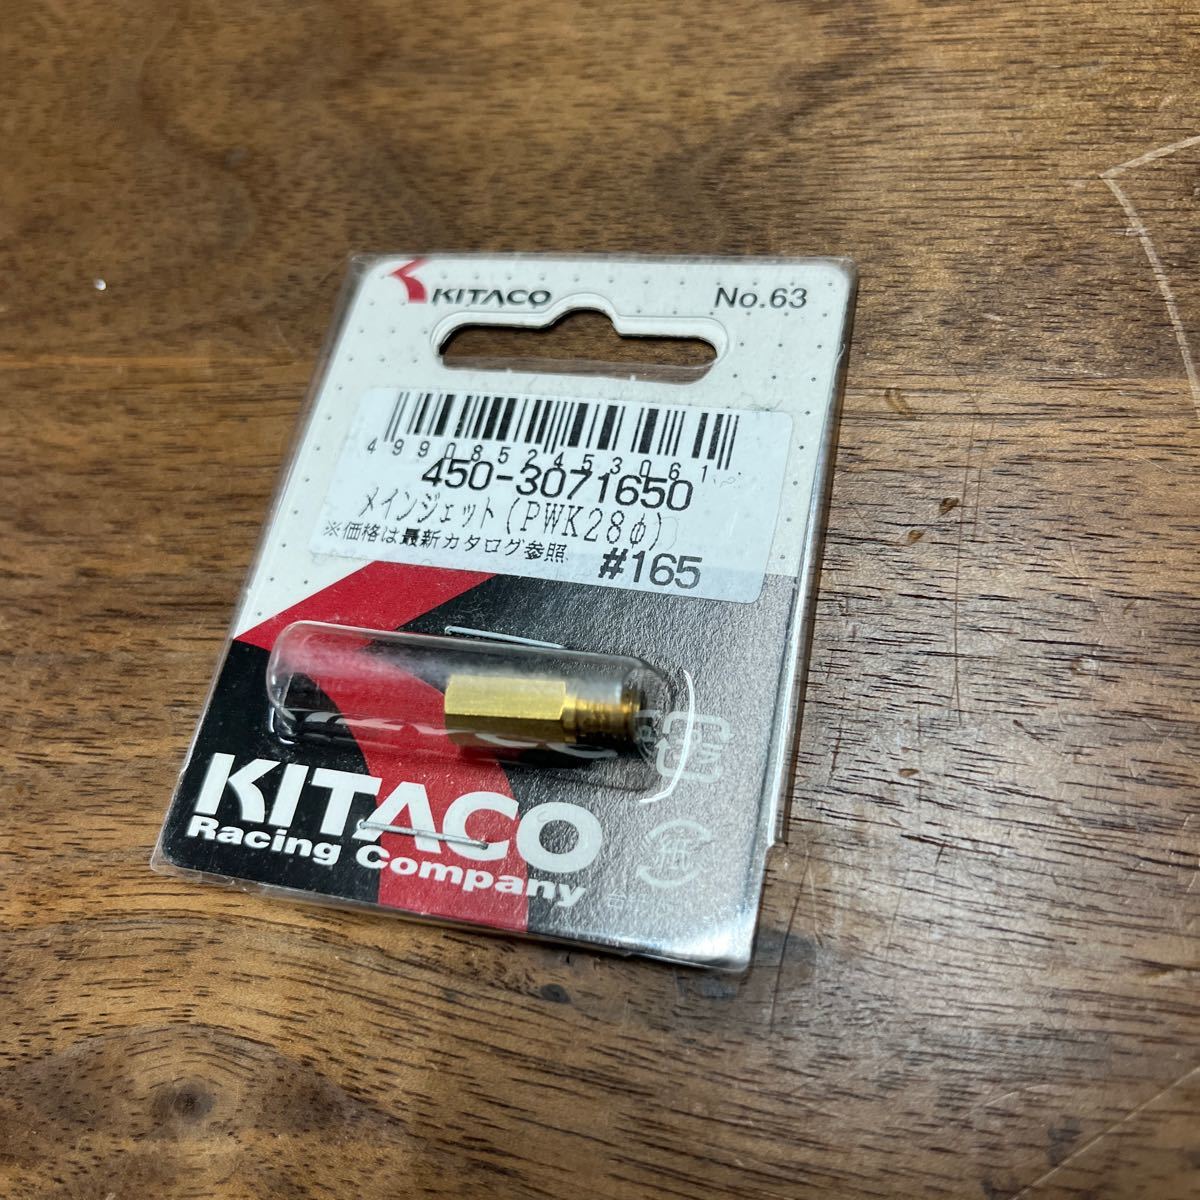 KITACO
No.63
4990852453061
450-3071650
メインジェット(PWK28φ)
※価格は最新カタログ参照
#165
KITACO
Racing Company